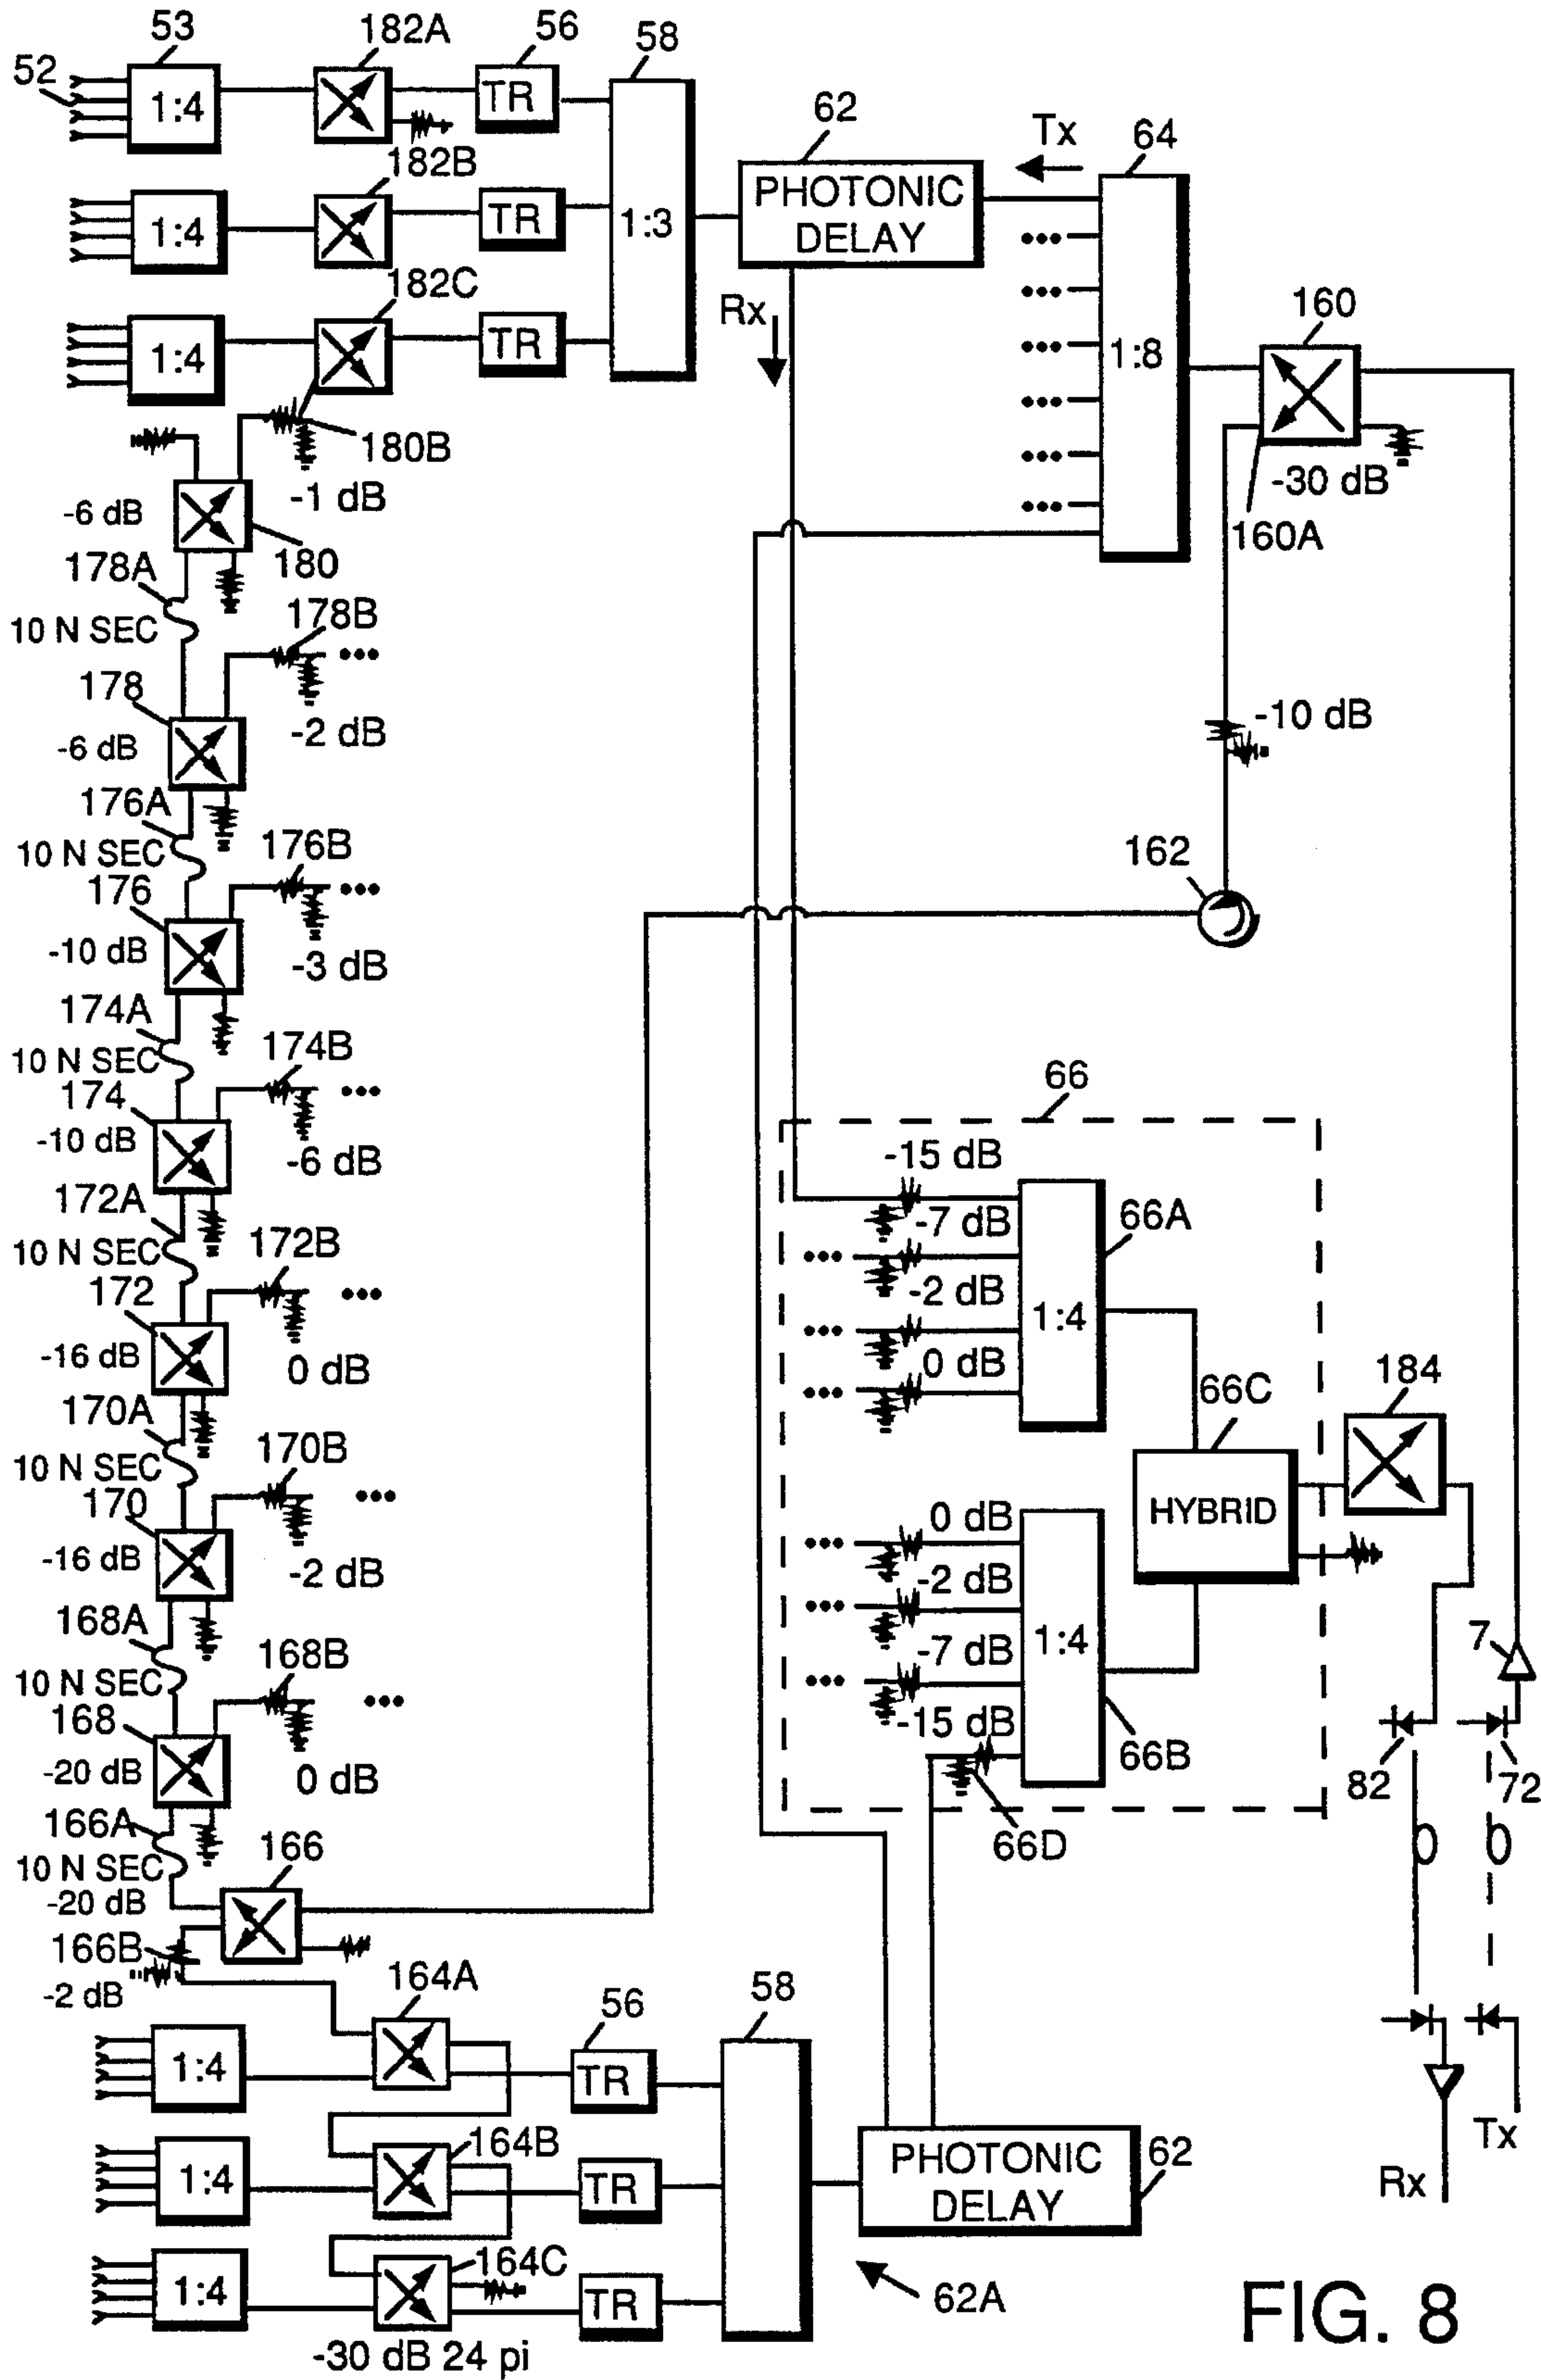 53
182A
56
58
52
1:4
TR
62
Tx
64
182B
PHOTONIC
DELAY
1:4
TR
1:3
182C
Rx
160
1:4
TR
1:8
180B
-30 dB
-6 dB
-1 dB
160A
180
178A
10 N SEC
178B
178
-6 dB
-2 dB
-10 dB
176A
10 N SEC
176B
162
176
-10 dB
-3 dB
174A
10 N SEC
174B
66
174
-10 dB
-6 dB
-15 dB
172A
-7 dB
66A
10 N SEC
172B
-2 dB
172
1:4
-16 dB
0 dB
0 dB
184
170A
66C
10 N SEC
170B
170
HYBRID
0 dB
-16 dB
-2 dB
-2 dB
168A
1:4
7
10 N SEC
168B
-7 dB
168
-15 dB
-20 dB
0 dB
66B
82
72
166A
66D
10 N SEC
166
-20 dB
166B
164A
-2 dB
56
58
1:4
TR
164B
Tx
1:4
TR
PHOTONIC
DELAY
62
Rx
164C
1:4
TR
62A
-30 dB 24 pi
FIG. 8